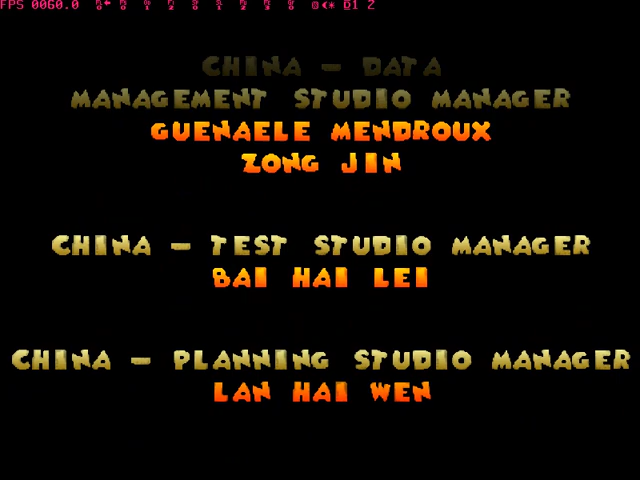 FPS 0060.0
CHINA - DATA
MANAGEMENT STUDIO MANAGER
GUENAELE MENDROUX
ZONG JIN
CHINA - TEST STUDIO MANAGER
BAI HAI LEI
CHINA - PLANNING STUDIO MANAGER
LAN HAI WEN